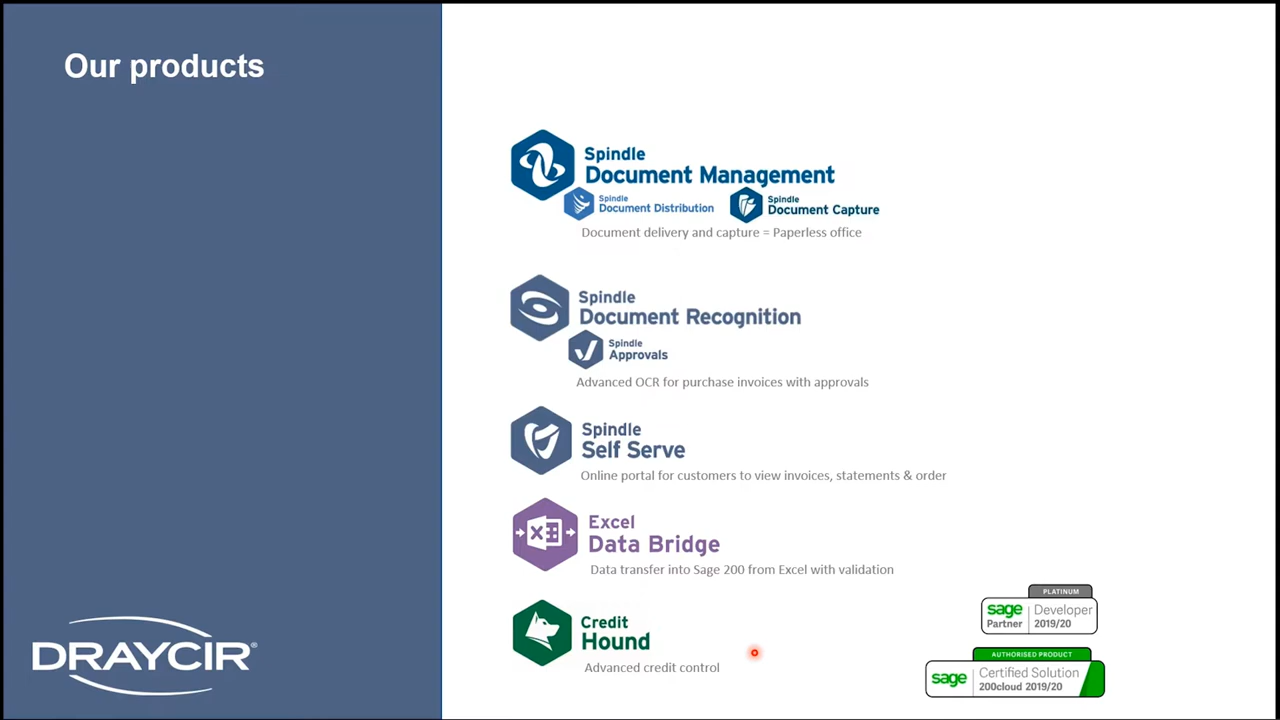 Our products
Spindle
Document Management
Spindle
Document Distribution
Spindle
Document Capture
Document delivery and capture = Paperless office
Spindle
Document Recognition
Spindle
Approvals
Advanced OCR for purchase invoices with approvals
Spindle
Self Serve
Online portal for customers to view invoices, statements & order
Excel
Data Bridge
Data transfer into Sage 200 from Excel with validation
Credit
Hound
Advanced credit control
PLATINUM
sage
Partner
Developer
2019/20
AUTHORISED PRODUCT
sage
Certified Solution
200cloud 2019/20
DRAYCIR®